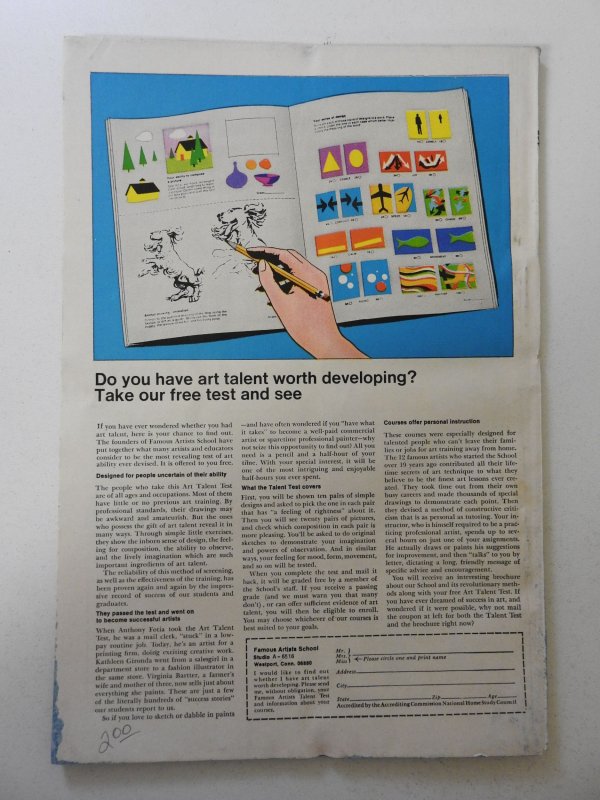 Your sense of design
Your ability to compose
a picture
Do you have art talent worth developing?
Take our free test and see
If you have ever wondered whether you had
art talent, here is your chance to find out.
The founders of Famous Artists School have
put together what many artists and educators
consider to be the most revealing test of art
ability ever devised. It is offered to you free.
Designed for people uncertain of their ability
The people who take this Art Talent Test
are of all ages and occupations. Most of them
have little or no previous art training. By
professional standards, their drawings may
be awkward and amateurish. But the ones
who possess the gift of art talent reveal it in
many ways. Through simple little exercises,
they show the inborn sense of design, the feel-
ing for composition, the ability to observe,
and the lively imagination which are such
important ingredients of art talent.
The reliability of this method of screening,
as well as the effectiveness of the training, has
been proven again and again by the impres-
sive record of success of our students and
graduates.
They passed the test and went on
to become successful artists
When Anthony Fotia took the Art Talent
Test, he was a mail clerk, "stuck" in a low-
pay routine job. Today, he's an artist for a
printing firm, doing exciting creative work.
Kathleen Gironda went from a salesgirl in a
department store to a fashion illustrator in
the same store. Virginia Bartter, a farmer's
wife and mother of three, now sells just about
everything she paints. These are just a few
of the literally hundreds of "success stories"
our students report to us.
So if you love to sketch or dabble in paints
—and have often wondered if you "have what
it takes" to become a well-paid commercial
artist or sparetime professional painter—why
not seize this opportunity to find out! All you
need is a pencil and a half-hour of your
time. With your special interest, it will be
one of the most intriguing and enjoyable
half-hours you ever spent.
What the Talent Test covers
First, you will be shown ten pairs of simple
designs and asked to pick the one in each pair
that has "a feeling of rightness" about it.
Then you will see twenty pairs of pictures,
and check which composition in each pair is
more pleasing. You'll be asked to do original
sketches to demonstrate your imagination
and powers of observation. And in similar
ways, your feeling for mood, form, movement,
and so on will be tested.
When you complete the test and mail it
back, it will be graded free by a member of
the School's staff. If you receive a passing
grade (and we must warn you that many
don't), or can offer sufficient evidence of art
talent, you will then be eligible to enroll.
You may choose whichever of our courses is
best suited to your goals.
Courses offer personal instruction
These courses were especially designed for
talented people who can't leave their fami-
lies or jobs for art training away from home.
The 12 famous artists who started the School
over 19 years ago contributed all their life-
time secrets of art technique to what they
believe to be the finest art lessons ever cre-
ated. They took time out from their own
busy careers and made thousands of special
drawings to demonstrate each point. Then
they devised a method of constructive criti-
cism that is as personal as tutoring. Your in-
structor, who is himself required to be a prac-
ticing professional artist, spends up to sev-
eral hours on just one of your assignments.
He actually draws or paints his suggestions
for improvement, and then "talks" to you by
letter, dictating a long, friendly message of
specific advice and encouragement.
You will receive an interesting brochure
about our School and its revolutionary meth-
ods along with your free Art Talent Test. If
you have ever dreamed of success in art, and
wondered if it were possible, why not mail
the coupon at left for both the Talent Test
and the brochure right now?
Famous Artists School
Studio A-6516
Westport, Conn. 06880
I would like to find out
whether I have art talent
worth developing. Please send
me, without obligation, your
Famous Artists Talent Test
and information about your
courses.
Mr.
Mrs.
Miss
Please circle one and print name
Address
City
State Zip Age
Accredited by the Accrediting Commission National Home Study Council
200